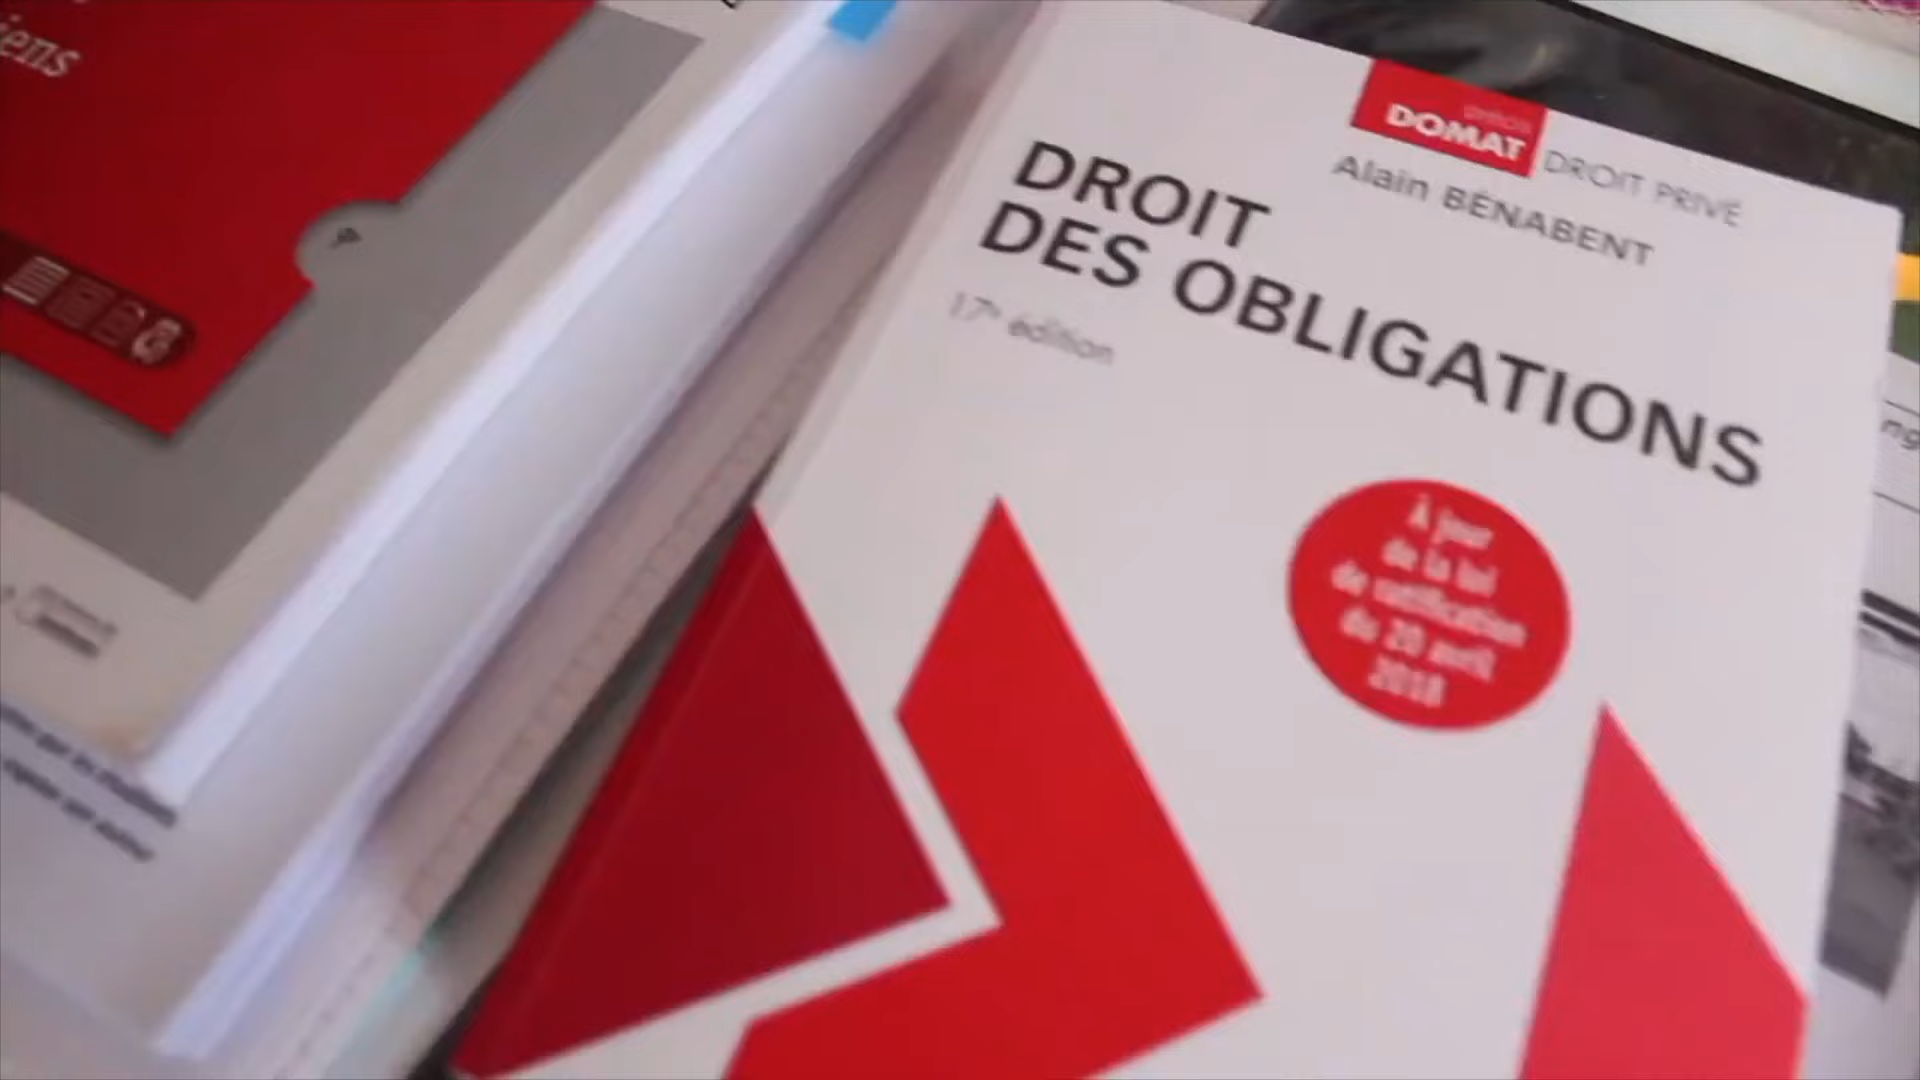 iens
DOMAT
DROIT PRIVÉ
Alain BÉNABENT
DROIT
DES OBLIGATIONS
17e édition
À jour
de la loi
de ratification
du 20 avril
2018